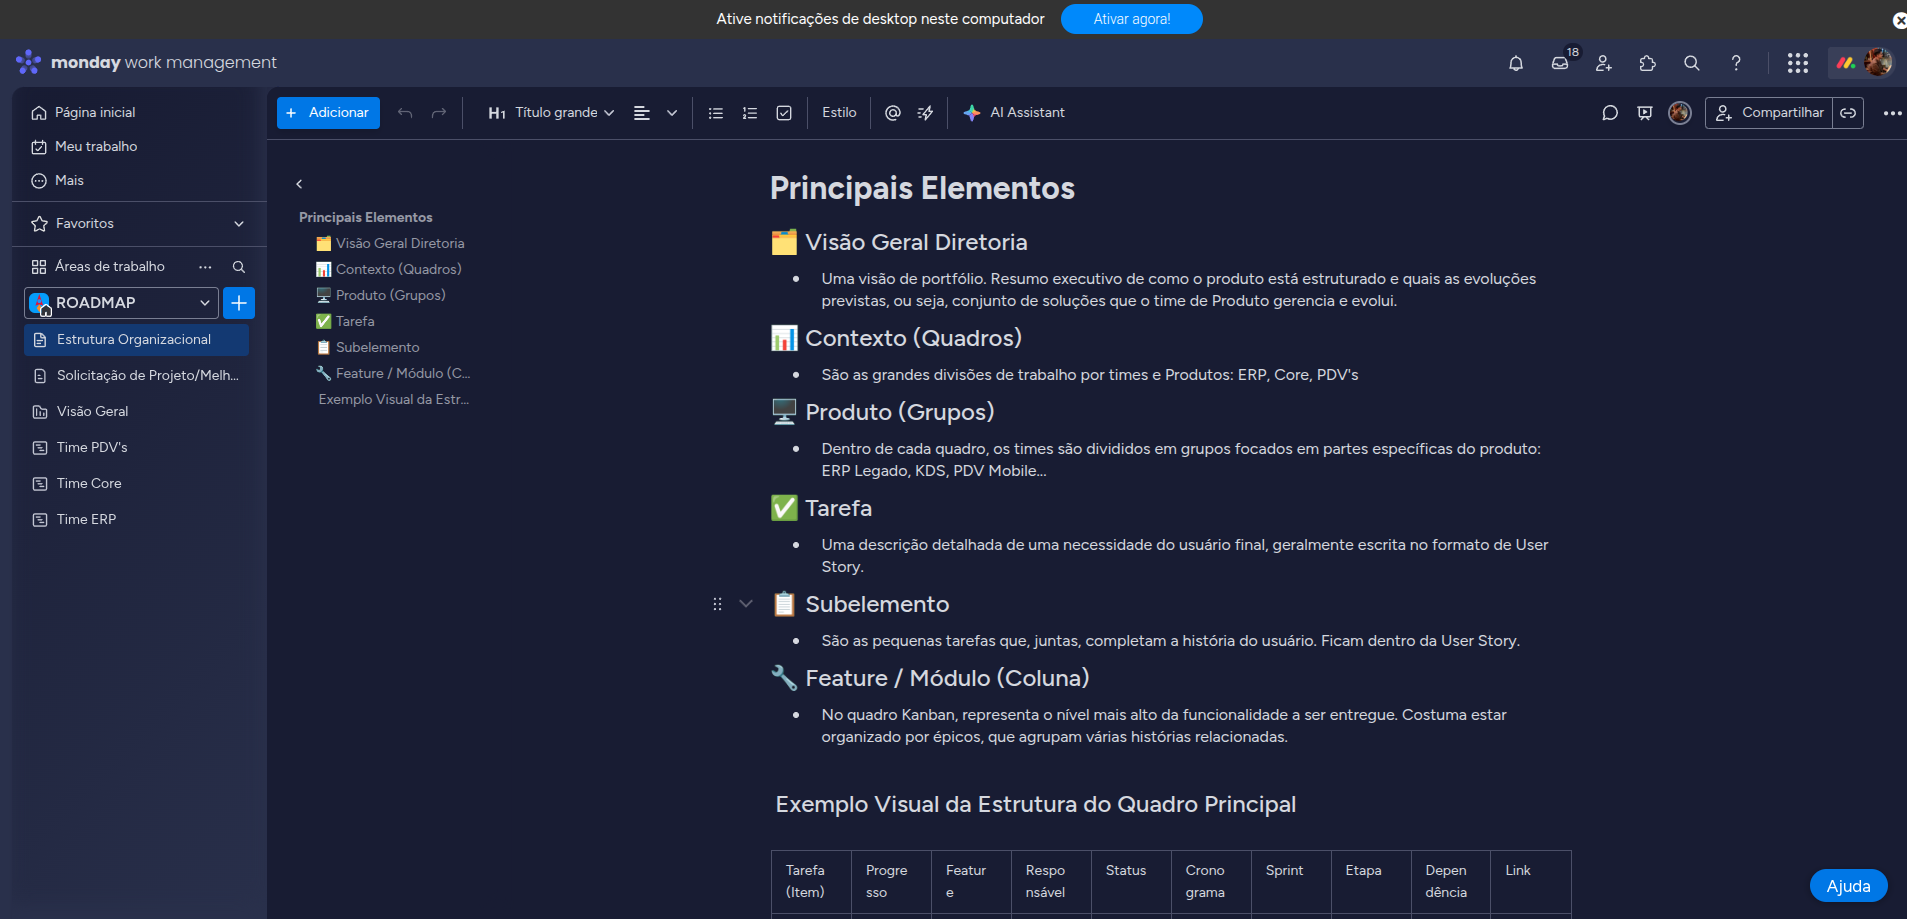 Ative notificações de desktop neste computador
Ativar agora!
monday work management
18
Página inicial
Meu trabalho
Mais
Favoritos
Áreas de trabalho
ROADMAP
Estrutura Organizacional
Solicitação de Projeto/Melh...
Visão Geral
Time PDV's
Time Core
Time ERP
+ Adicionar
H1 Título grande
Estilo
AI Assistant
Compartilhar
Principais Elementos
🗂️ Visão Geral Diretoria
📊 Contexto (Quadros)
🖥️ Produto (Grupos)
✅ Tarefa
📋 Subelemento
🔧 Feature / Módulo (C...
Exemplo Visual da Estr...
Principais Elementos
🗂️ Visão Geral Diretoria
Uma visão de portfólio. Resumo executivo de como o produto está estruturado e quais as evoluções
previstas, ou seja, conjunto de soluções que o time de Produto gerencia e evolui.
📊 Contexto (Quadros)
São as grandes divisões de trabalho por times e Produtos: ERP, Core, PDV's
🖥️ Produto (Grupos)
Dentro de cada quadro, os times são divididos em grupos focados em partes específicas do produto:
ERP Legado, KDS, PDV Mobile...
✅ Tarefa
Uma descrição detalhada de uma necessidade do usuário final, geralmente escrita no formato de User
Story.
📋 Subelemento
São as pequenas tarefas que, juntas, completam a história do usuário. Ficam dentro da User Story.
🔧 Feature / Módulo (Coluna)
No quadro Kanban, representa o nível mais alto da funcionalidade a ser entregue. Costuma estar
organizado por épicos, que agrupam várias histórias relacionadas.
Exemplo Visual da Estrutura do Quadro Principal
Tarefa
(Item)
Progre
sso
Featur
e
Respo
nsável
Status
Crono
grama
Sprint
Etapa
Depen
dência
Link
Ajuda